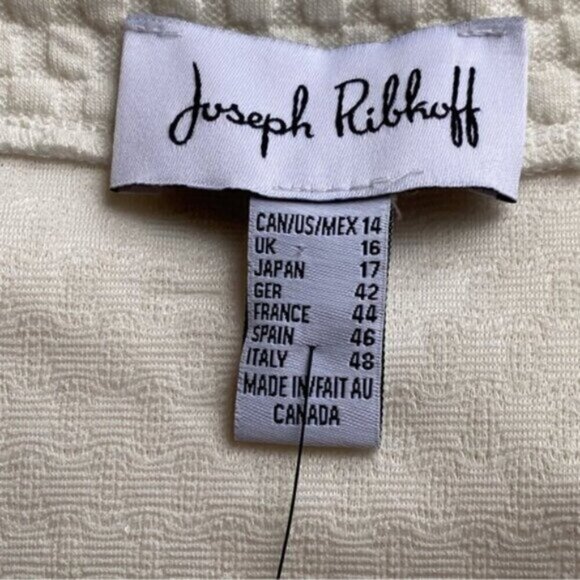 Joseph Ribkoff
CAN/US/MEX 14
UK 16
JAPAN 17
GER 42
FRANCE 44
SPAIN 46
ITALY 48
MADE IN/FAIT AU
CANADA